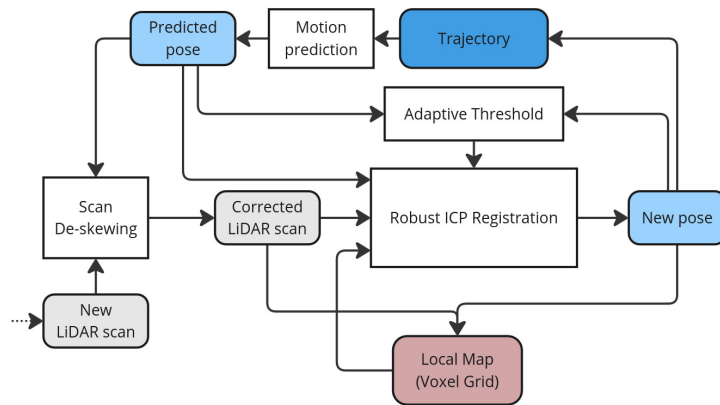 Predicted
pose
Motion
prediction
Trajectory
Adaptive Threshold
Scan
De-skewing
Corrected
LiDAR scan
Robust ICP Registration
New pose
New
LiDAR scan
Local Map
(Voxel Grid)